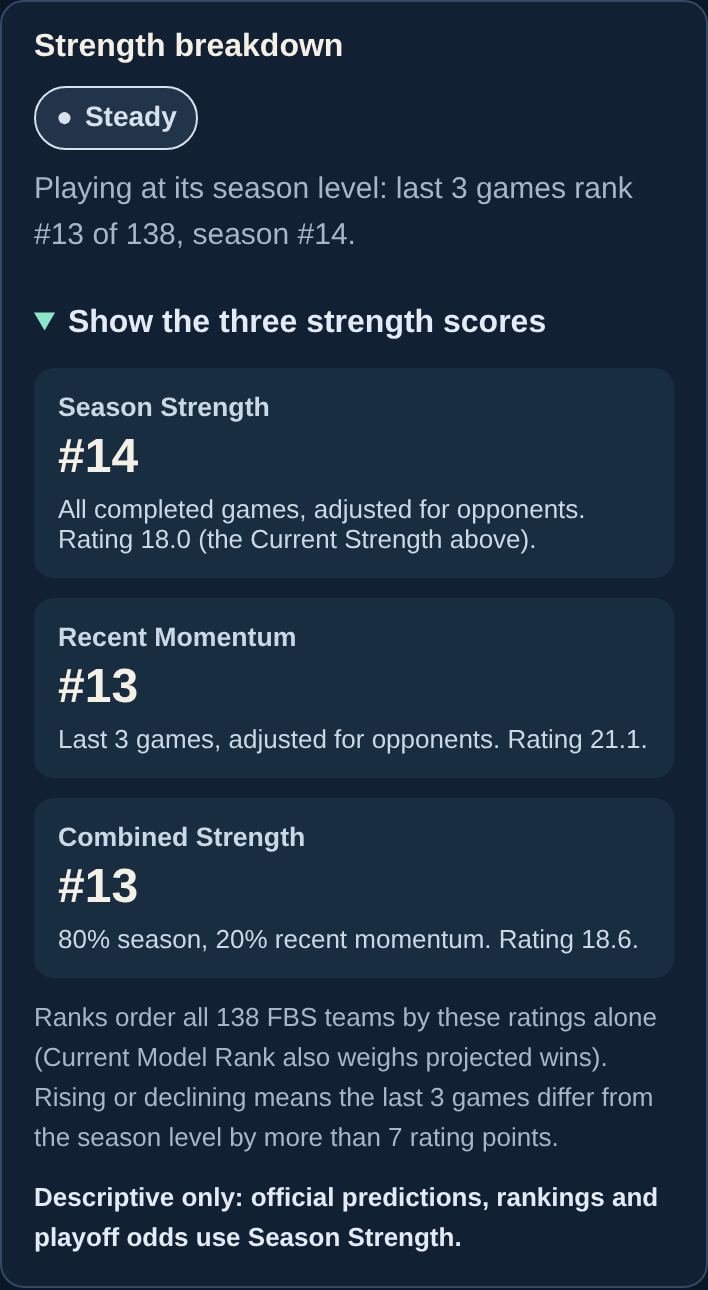 Strength breakdown
Steady
Playing at its season level: last 3 games rank
#13 of 138, season #14.
Show the three strength scores
Season Strength
#14
All completed games, adjusted for opponents.
Rating 18.0 (the Current Strength above).
Recent Momentum
#13
Last 3 games, adjusted for opponents. Rating 21.1.
Combined Strength
#13
80% season, 20% recent momentum. Rating 18.6.
Ranks order all 138 FBS teams by these ratings alone
(Current Model Rank also weighs projected wins).
Rising or declining means the last 3 games differ from
the season level by more than 7 rating points.
Descriptive only: official predictions, rankings and
playoff odds use Season Strength.